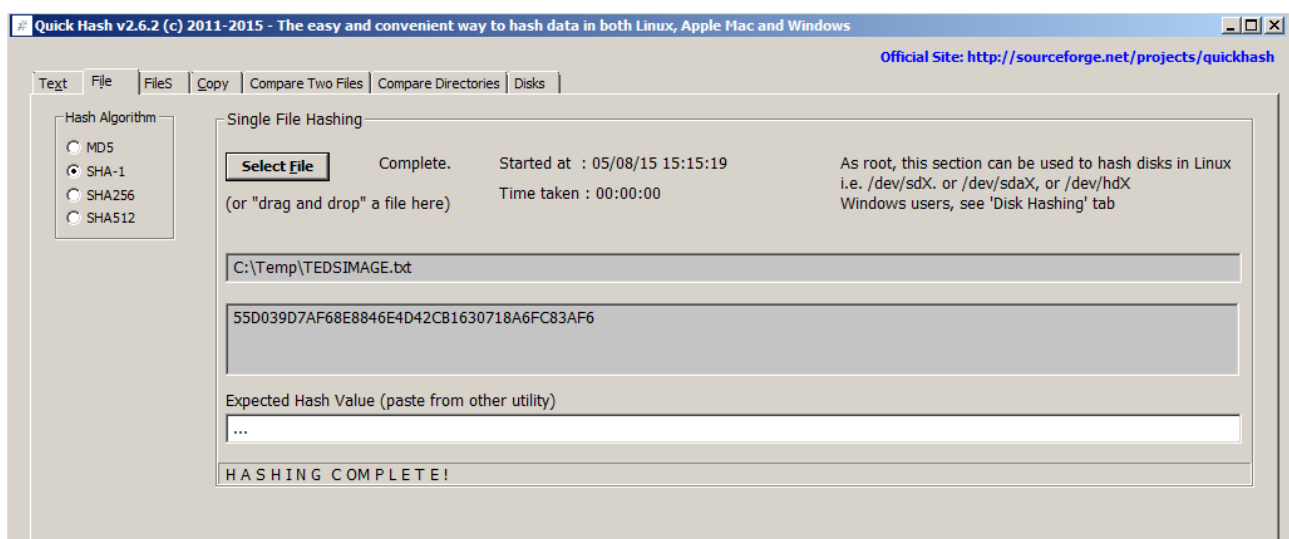 # Quick Hash v2.6.2 (c) 2011-2015 - The easy and convenient way to hash data in both Linux, Apple Mac and Windows
Official Site: http://sourceforge.net/projects/quickhash
Text File FileS Copy Compare Two Files Compare Directories Disks
Hash Algorithm
MD5
SHA-1
SHA256
SHA512
Single File Hashing
Select File Complete. Started at : 05/08/15 15:15:19
(or "drag and drop" a file here) Time taken : 00:00:00
As root, this section can be used to hash disks in Linux
i.e. /dev/sdX. or /dev/sdaX, or /dev/hdX
Windows users, see 'Disk Hashing' tab
C:\Temp\TEDSIMAGE.txt
55D039D7AF68E8846E4D42CB1630718A6FC83AF6
Expected Hash Value (paste from other utility)
...
H A S H I N G  C O M P L E T E !